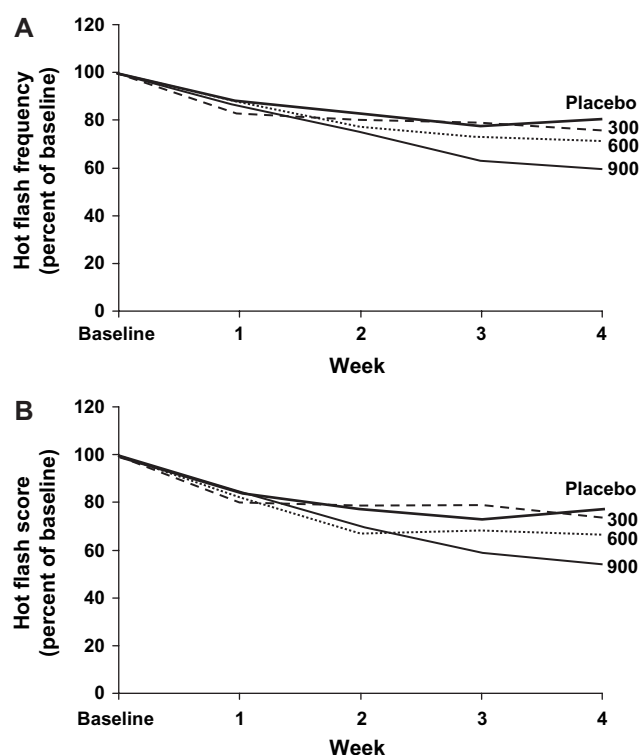 A
120
100
80
60
40
20
0
Hot flash frequency
(percent of baseline)
Placebo
300
600
900
Baseline 1 2 3 4
Week
B
120
100
80
60
40
20
0
Hot flash score
(percent of baseline)
Placebo
300
600
900
Baseline 1 2 3 4
Week